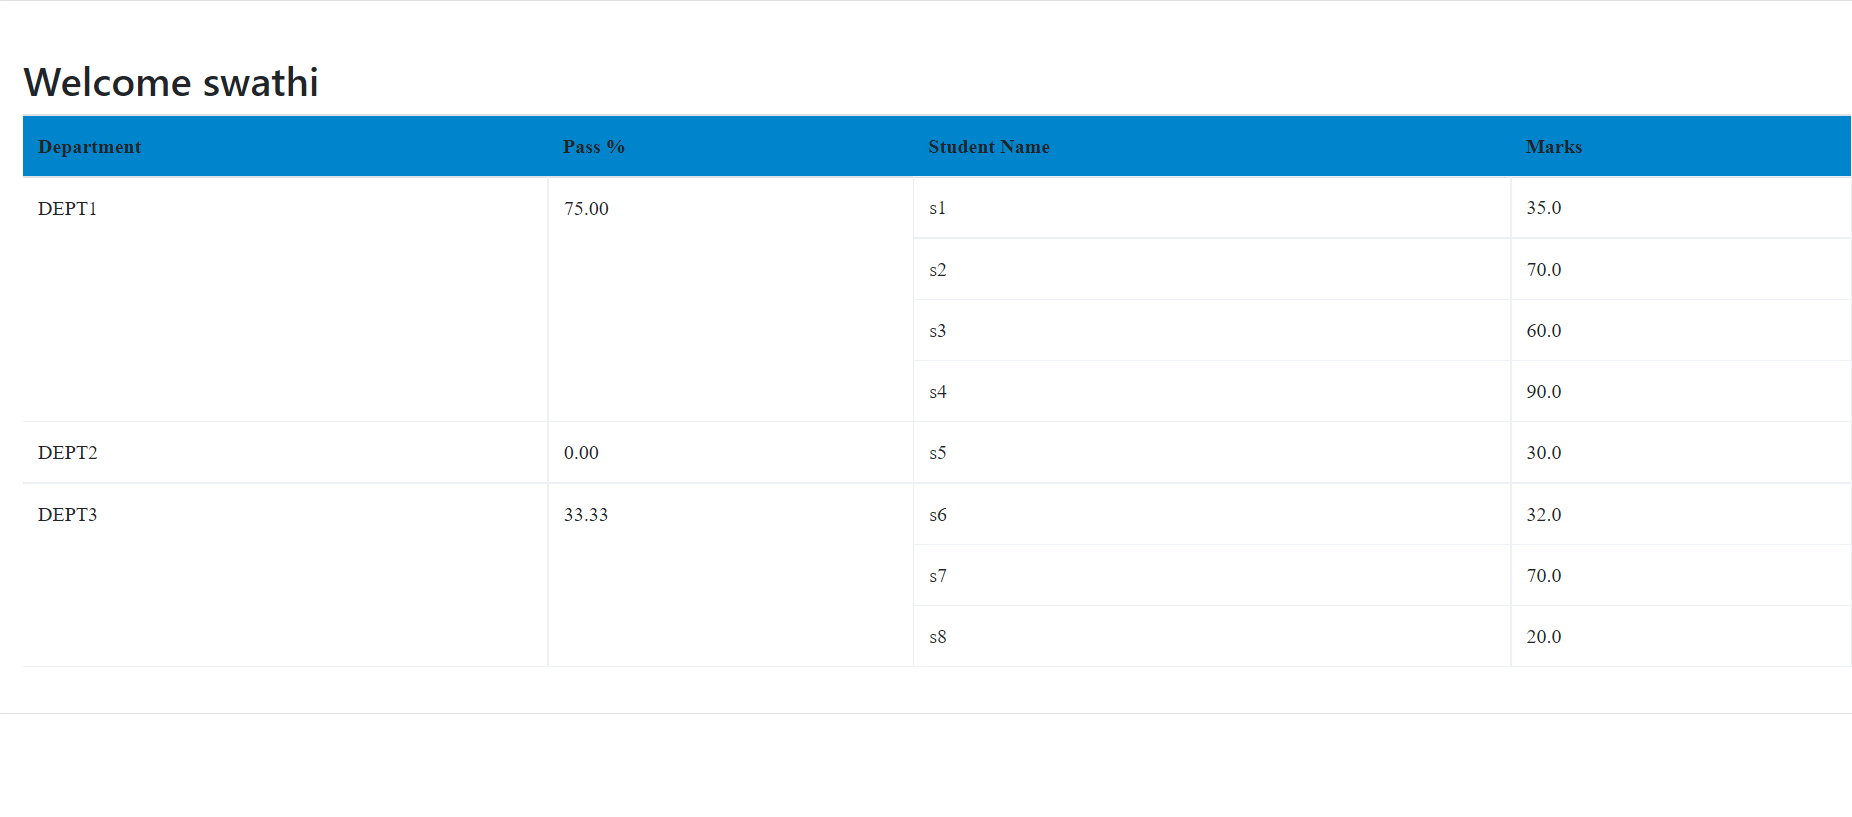 Welcome swathi
Department Pass % Student Name Marks
DEPT1 75.00 s1 35.0
s2 70.0
s3 60.0
s4 90.0
DEPT2 0.00 s5 30.0
DEPT3 33.33 s6 32.0
s7 70.0
s8 20.0